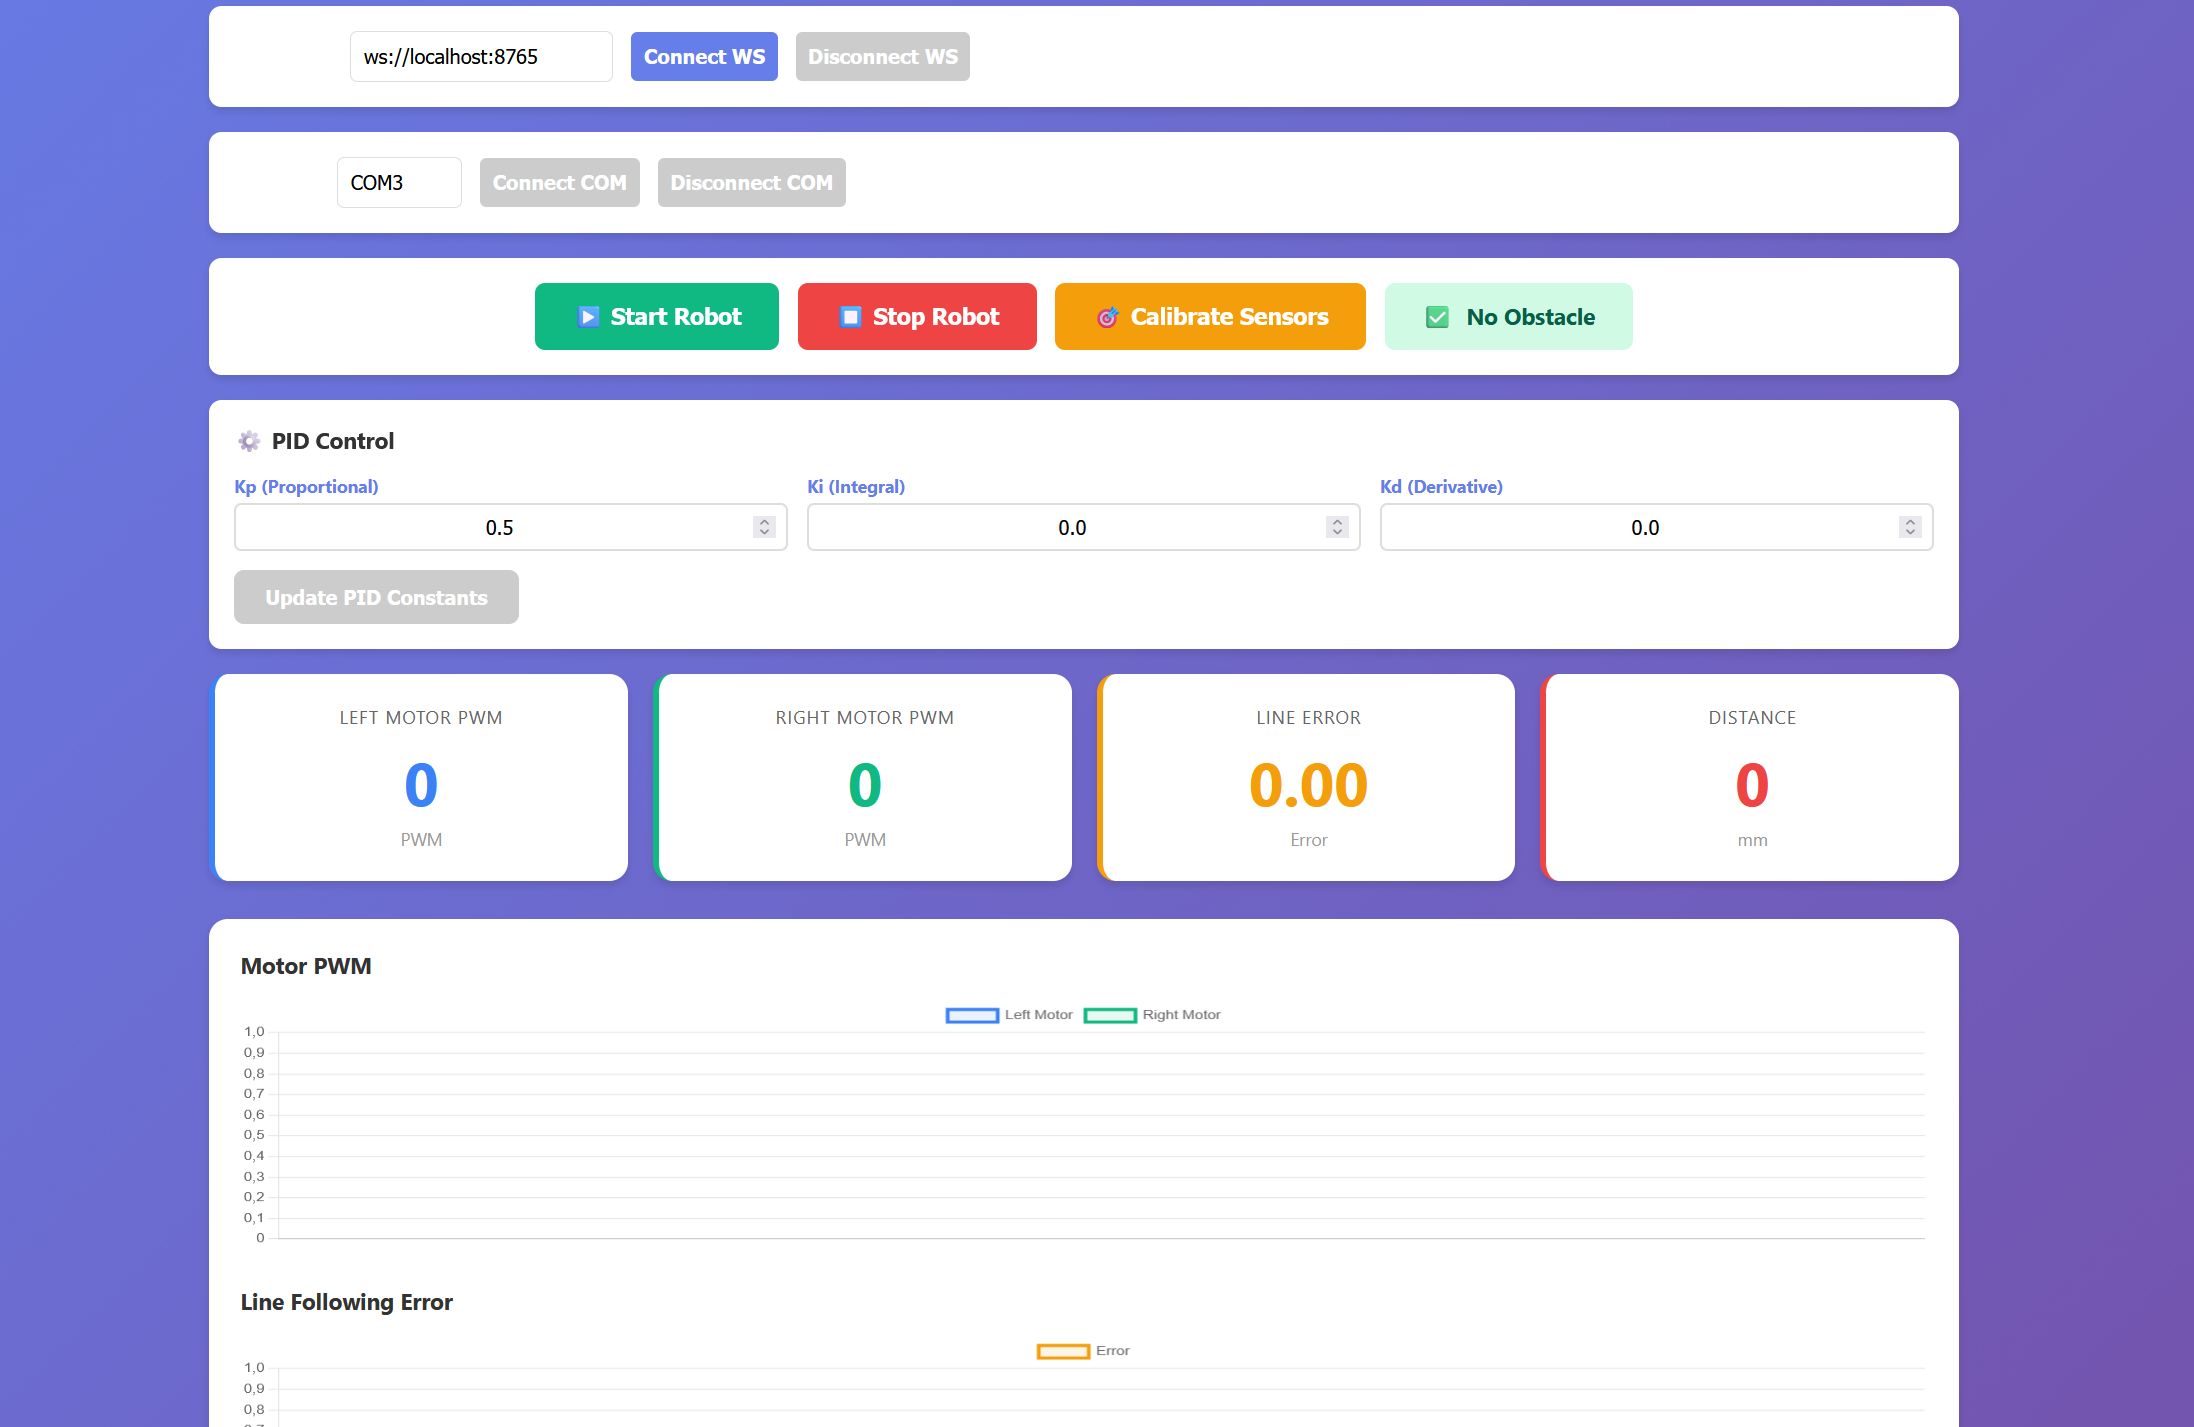 ws://localhost:8765 Connect WS Disconnect WS
COM3 Connect COM Disconnect COM
Start Robot Stop Robot Calibrate Sensors No Obstacle
PID Control
Kp (Proportional) Ki (Integral) Kd (Derivative)
0.5 0.0 0.0
Update PID Constants
LEFT MOTOR PWM RIGHT MOTOR PWM LINE ERROR DISTANCE
0 0 0.00 0
PWM PWM Error mm
Motor PWM
Left Motor Right Motor
1,0
0,9
0,8
0,7
0,6
0,5
0,4
0,3
0,2
0,1
0
Line Following Error
Error
1,0
0,9
0,8